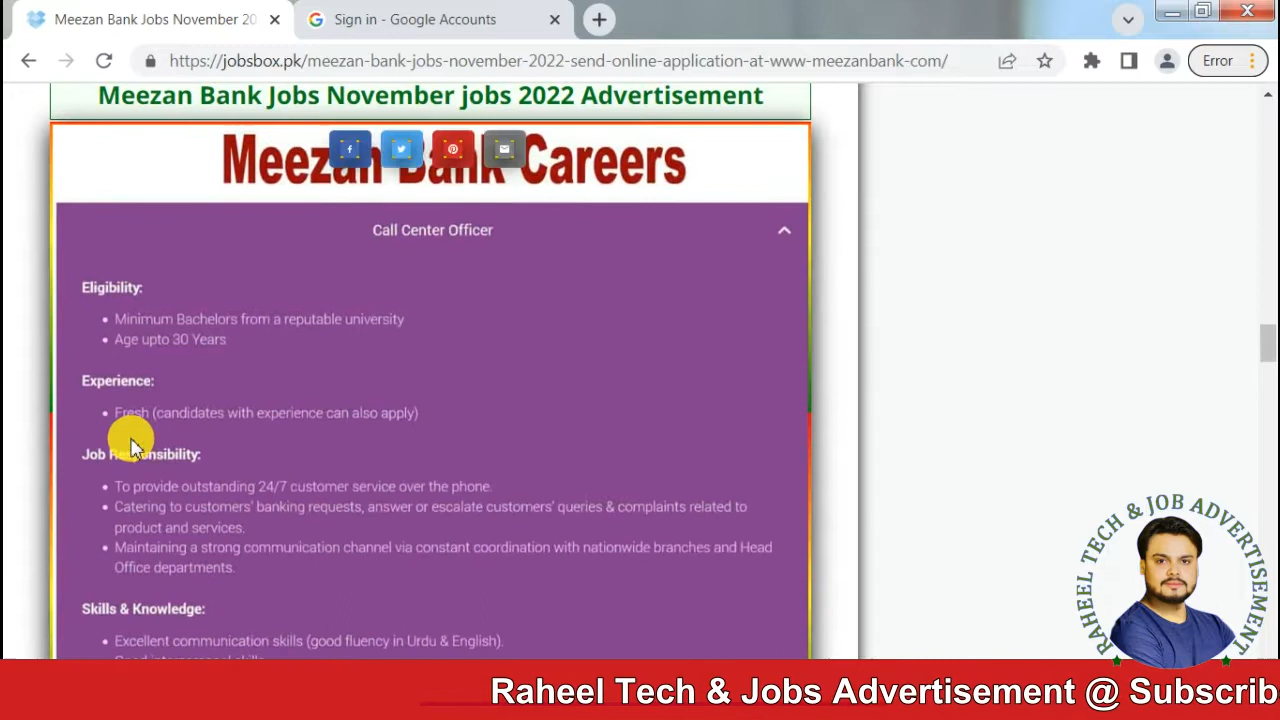 Meezan Bank Jobs November 20
Sign in - Google Accounts
https://jobsbox.pk/meezan-bank-jobs-november-2022-send-online-application-at-www-meezanbank-com/
Error
Meezan Bank Jobs November jobs 2022 Advertisement
Meezan Bank Careers
Call Center Officer
Eligibility:
Minimum Bachelors from a reputable university
Age upto 30 Years
Experience:
Fresh (candidates with experience can also apply)
Job Responsibility:
To provide outstanding 24/7 customer service over the phone.
Catering to customers' banking requests, answer or escalate customers' queries & complaints related to
product and services.
Maintaining a strong communication channel via constant coordination with nationwide branches and Head
Office departments.
Skills & Knowledge:
Excellent communication skills (good fluency in Urdu & English).
RAHEEL TECH & JOB ADVERTISEMENT
Raheel Tech & Jobs Advertisement @ Subscrib